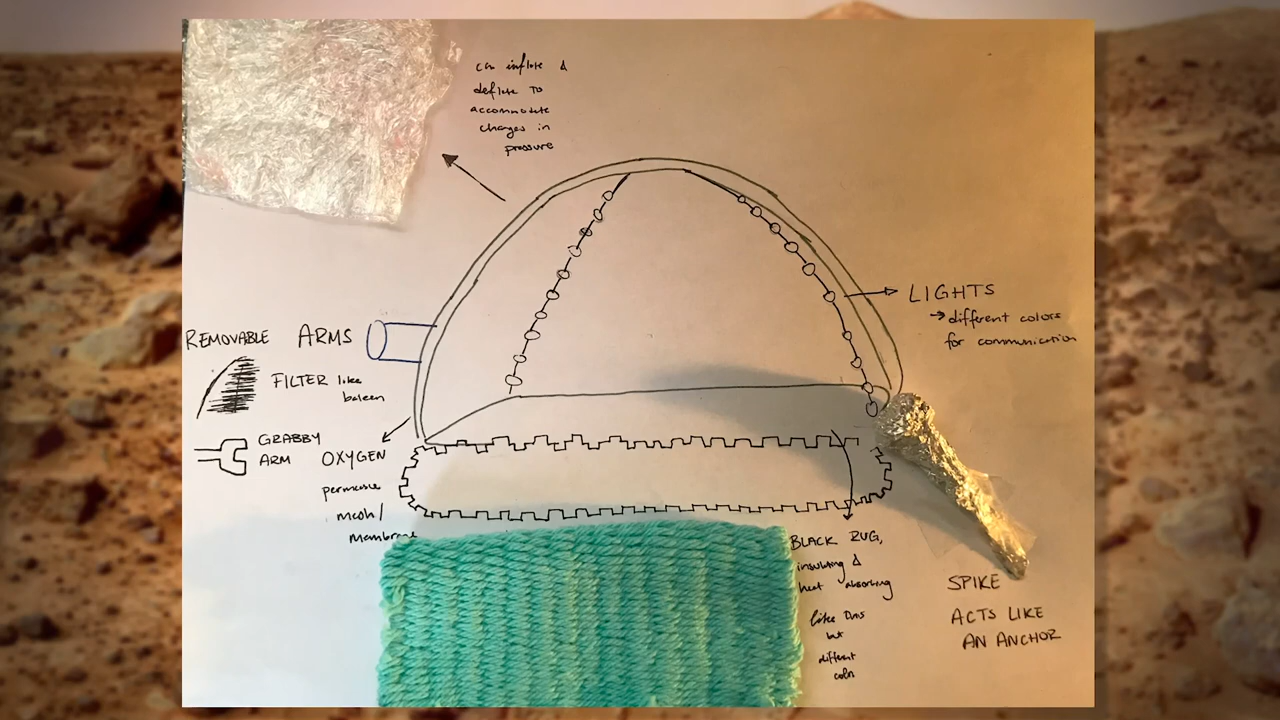 can inflate &
deflate TO
accommodate
changes in
pressure
LIGHTS
→ different colors
for communication
REMOVABLE ARMS
FILTER like
baleen
GRABBY
ARM
OXYGEN
permeable
mesh /
membrane
BLACK RUG,
insulating &
heat absorbing
like this
but
different
color
SPIKE
ACTS LIKE
AN ANCHOR